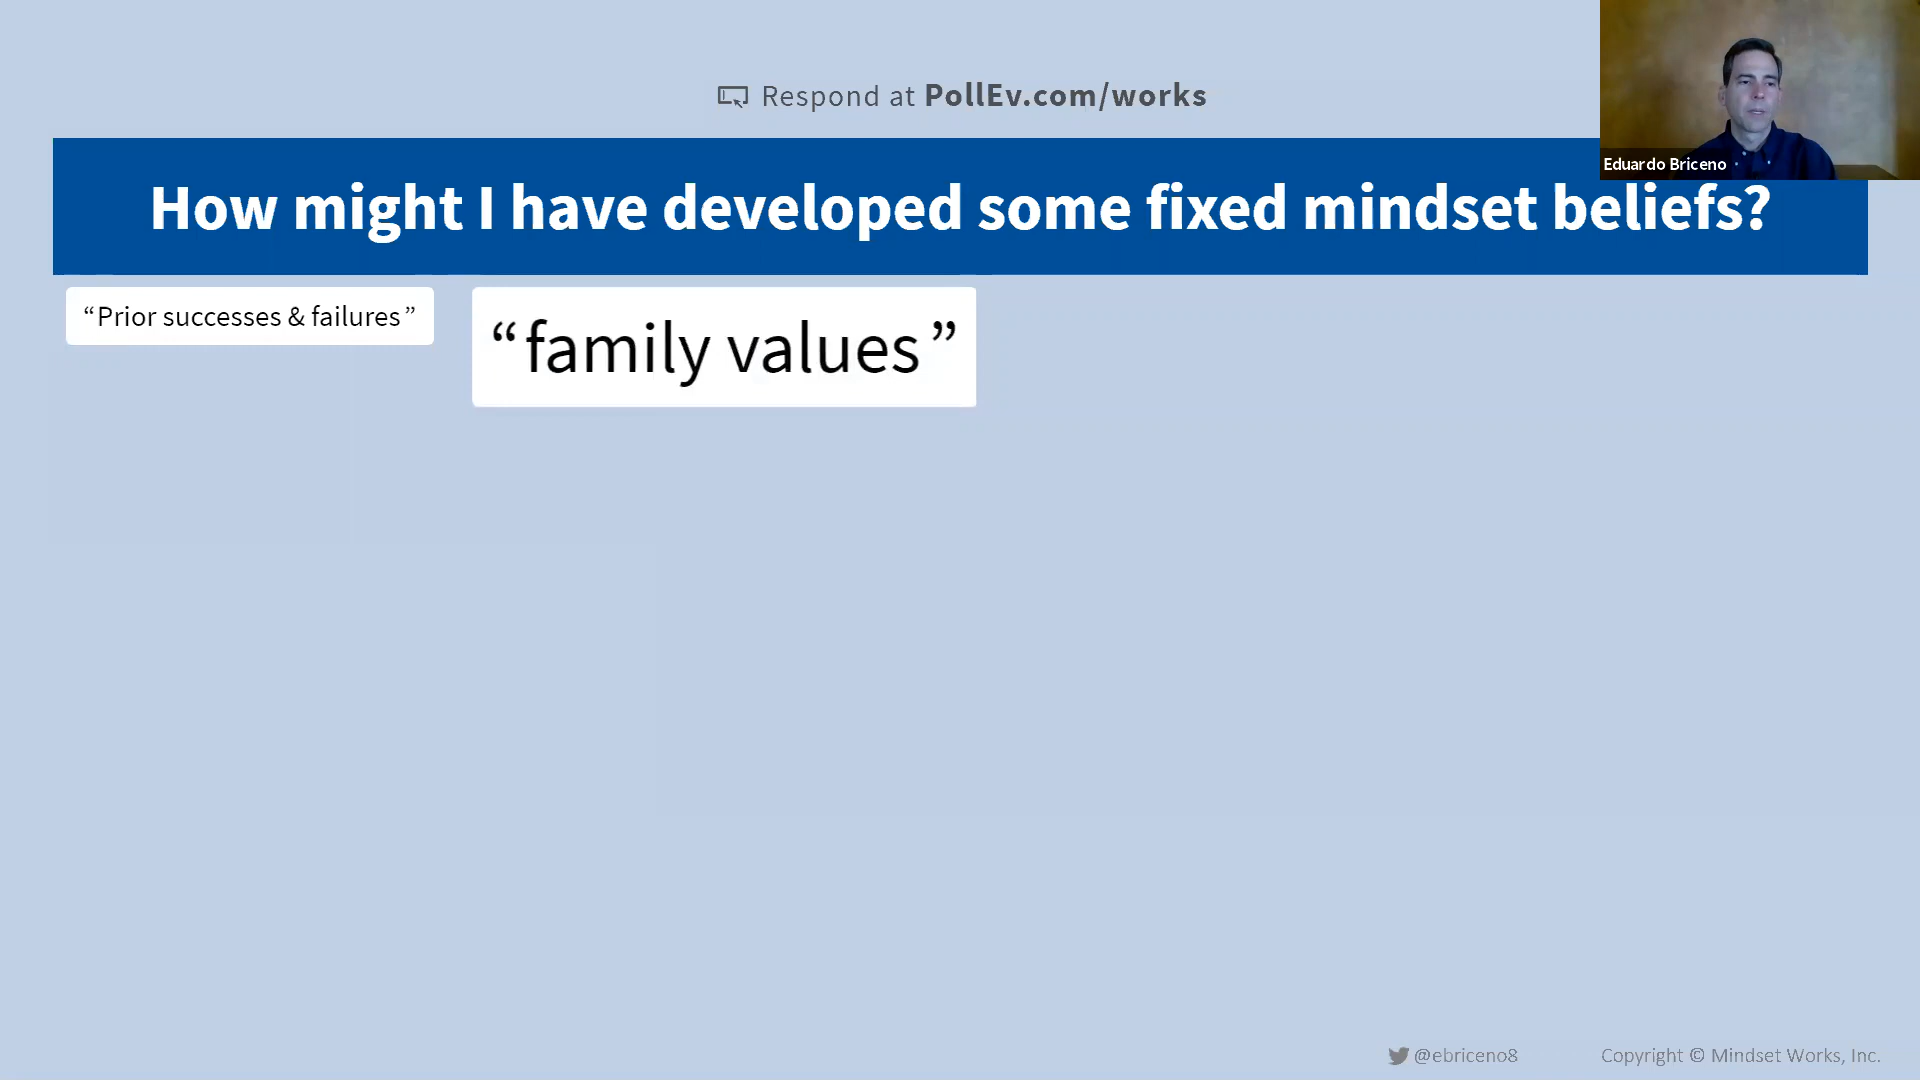 Respond at PollEv.com/works
Eduardo Briceno
How might I have developed some fixed mindset beliefs?
“Prior successes & failures”
“family values”
@ebriceno8
Copyright © Mindset Works, Inc.